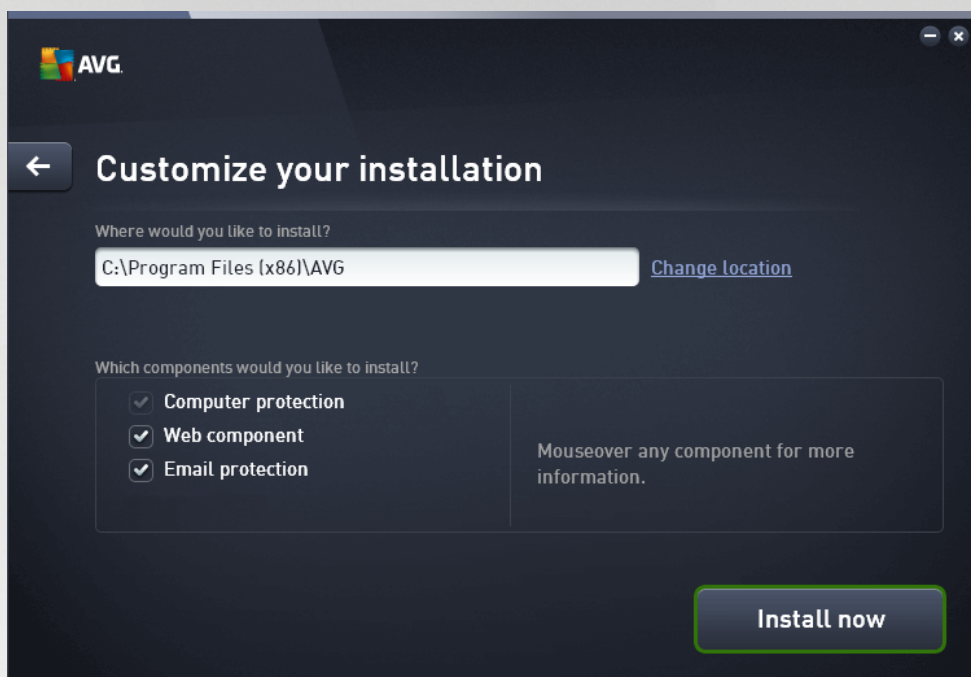 AVG.
Customize your installation
Where would you like to install?
C:\Program Files (x86)\AVG
Change location
Which components would you like to install?
Computer protection
Web component
Email protection
Mouseover any component for more
information.
Install now